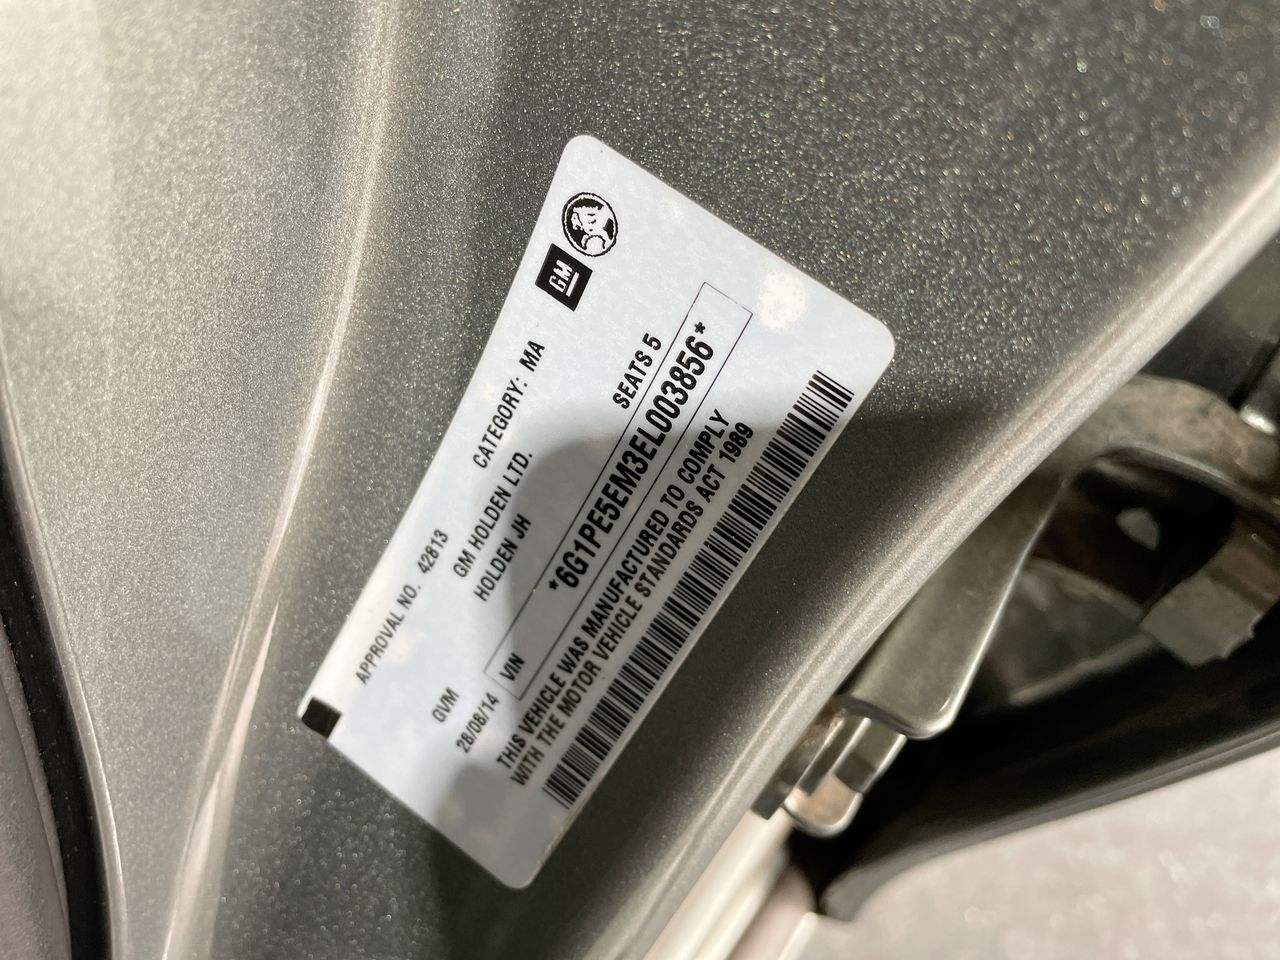 GM
APPROVAL NO. 42813 CATEGORY: MA
GM HOLDEN LTD.
HOLDEN JH
GVM SEATS 5
28/08/14
VIN *6G1PE5EM3EL003856*
THIS VEHICLE WAS MANUFACTURED TO COMPLY
WITH THE MOTOR VEHICLE STANDARDS ACT 1989